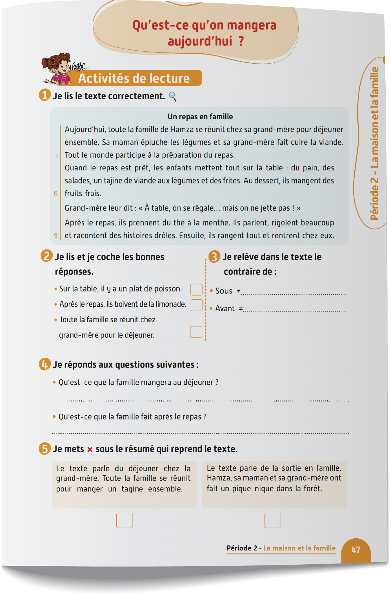 Qu'est-ce qu'on mangera
aujourd'hui ?
Activités de lecture
1 Je lis le texte correctement.
Un repas en famille
Aujourd'hui, toute la famille de Hamza se réunit chez sa grand-mère pour déjeuner
ensemble. Sa maman épluche les légumes et sa grand-mère fait cuire la viande.
Tout le monde participe à la préparation du repas.
Quand le repas est prêt, les enfants mettent tout sur la table : du pain, des
salades, un tajine de viande aux légumes et des frites. Au dessert, ils mangent des
fruits frais.
Grand-mère leur dit : « À table, on se régale... mais on ne jette pas ! »
Après le repas, ils prennent du thé à la menthe. Ils parlent, rigolent beaucoup
et racontent des histoires drôles. Ensuite, ils rangent tout et rentrent chez eux.
2 Je lis et je coche les bonnes
réponses.
• Sur la table, il y a un plat de poisson.
• Après le repas, ils boivent de la limonade.
• Toute la famille se réunit chez
grand-mère pour le déjeuner.
3 Je relève dans le texte le
contraire de :
• Sous ≠
• Avant ≠
4 Je réponds aux questions suivantes :
• Qu'est-ce que la famille mangera au déjeuner ?
• Qu'est-ce que la famille fait après le repas ?
5 Je mets × sous le résumé qui reprend le texte.
Le texte parle du déjeuner chez la
grand-mère. Toute la famille se réunit
pour manger un tajine ensemble.
Le texte parle de la sortie en famille.
Hamza, sa maman et sa grand-mère ont
fait un pique-nique dans la forêt.
Période 2 - La maison et la famille
47
Période 2 - La maison et la famille